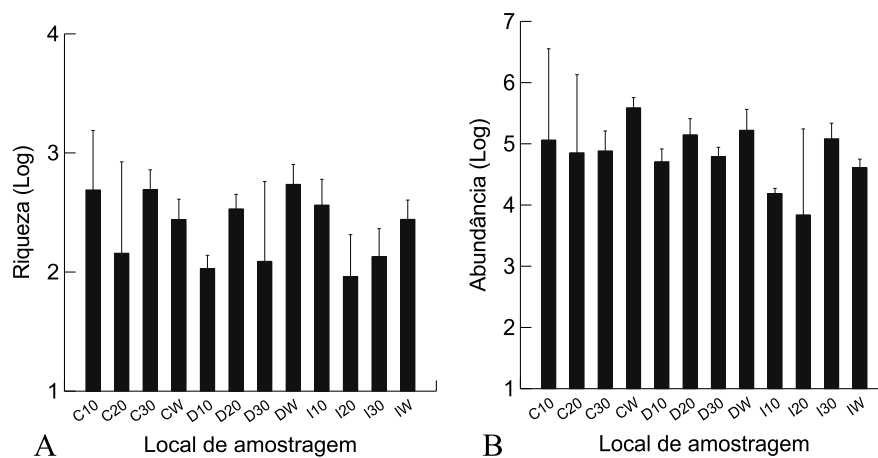 4
3
2
1
Riqueza (Log)
C10 C20 C30 CW D10 D20 D30 DW I10 I20 I30 IW
A
Local de amostragem
7
6
5
4
3
2
1
Abundância (Log)
C10 C20 C30 CW D10 D20 D30 DW I10 I20 I30 IW
B
Local de amostragem